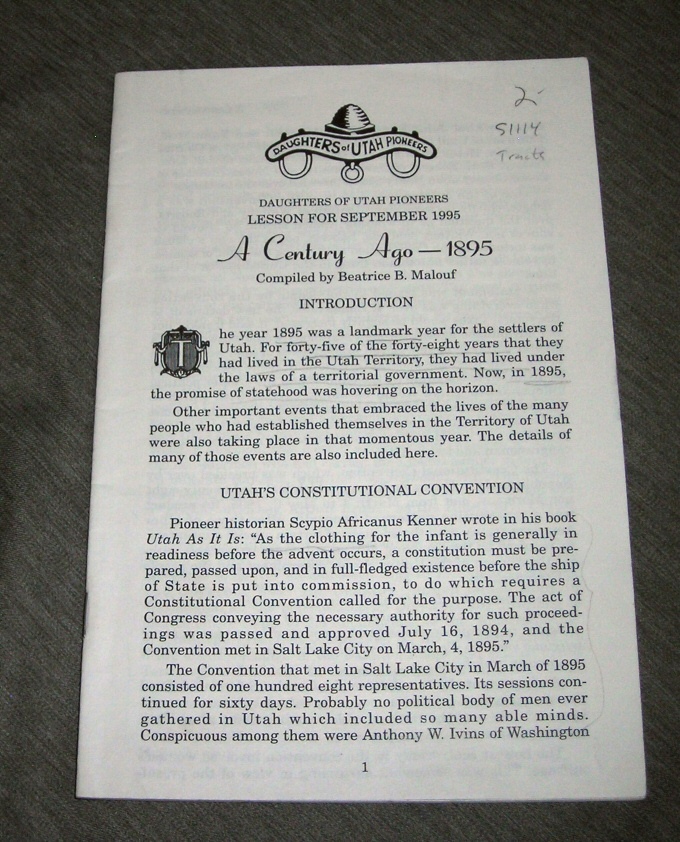 2-
S1114
Tracts
DAUGHTERS of UTAH PIONEERS
DAUGHTERS OF UTAH PIONEERS
LESSON FOR SEPTEMBER 1995
A Century Ago — 1895
Compiled by Beatrice B. Malouf
INTRODUCTION
The year 1895 was a landmark year for the settlers of
Utah. For forty-five of the forty-eight years that they
had lived in the Utah Territory, they had lived under
the laws of a territorial government. Now, in 1895,
the promise of statehood was hovering on the horizon.
Other important events that embraced the lives of the many
people who had established themselves in the Territory of Utah
were also taking place in that momentous year. The details of
many of those events are also included here.
UTAH'S CONSTITUTIONAL CONVENTION
Pioneer historian Scypio Africanus Kenner wrote in his book
Utah As It Is: "As the clothing for the infant is generally in
readiness before the advent occurs, a constitution must be pre-
pared, passed upon, and in full-fledged existence before the ship
of State is put into commission, to do which requires a
Constitutional Convention called for the purpose. The act of
Congress conveying the necessary authority for such proceed-
ings was passed and approved July 16, 1894, and the
Convention met in Salt Lake City on March, 4, 1895."
The Convention that met in Salt Lake City in March of 1895
consisted of one hundred eight representatives. Its sessions con-
tinued for sixty days. Probably no political body of men ever
gathered in Utah which included so many able minds.
Conspicuous among them were Anthony W. Ivins of Washington
1